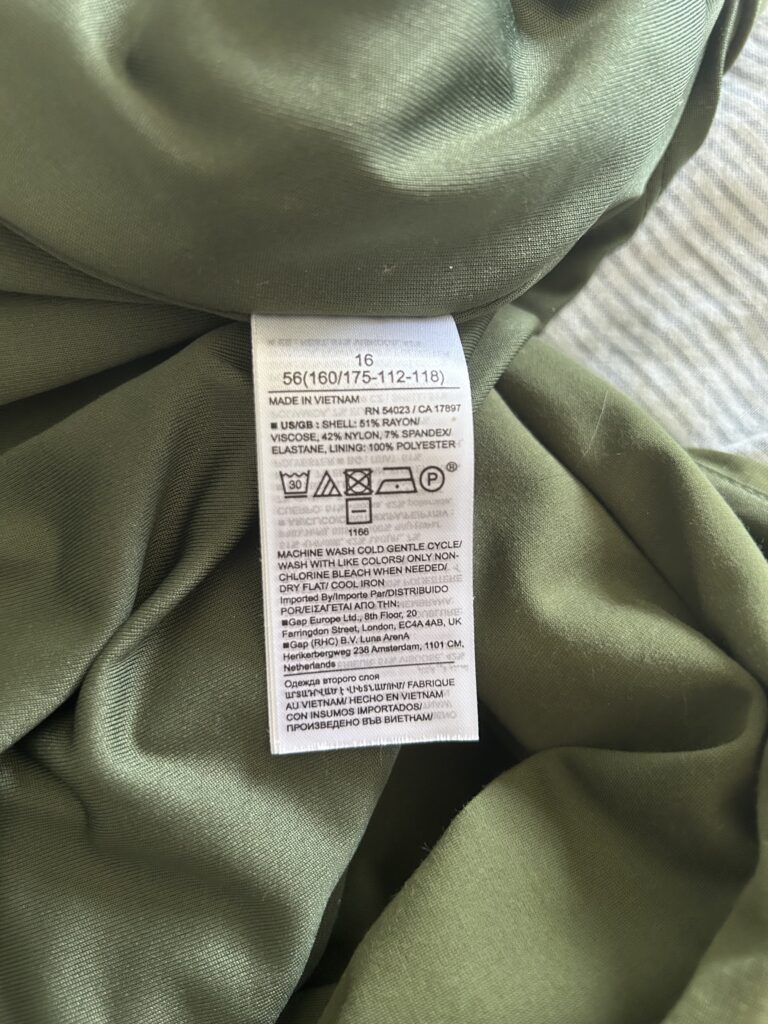 16
56(160/175-112-118)
MADE IN VIETNAM
RN 54023 / CA 17897
■ US/GB : SHELL: 51% RAYON/
VISCOSE, 42% NYLON, 7% SPANDEX/
ELASTANE, LINING: 100% POLYESTER
30 P ®
1166
MACHINE WASH COLD GENTLE CYCLE/
WASH WITH LIKE COLORS/ ONLY NON-
CHLORINE BLEACH WHEN NEEDED/
DRY FLAT/ COOL IRON
Imported By/Importe Par/DISTRIBUIDO
POR/ΕΙΣΑΓΕΤΑΙ ΑΠΟ ΤΗΝ:
■Gap Europe Ltd., 8th Floor, 20
Farringdon Street, London, EC4A 4AB, UK
■Gap (RHC) B.V. Luna ArenA
Herikerbergweg 238 Amsterdam, 1101 CM,
Netherlands
Одежда второго слоя
ԱՐՏԱԴՐՎԱԾ Է ՎԻԵՏՆԱՄՈՒՄ/ FABRIQUE
AU VIETNAM/ HECHO EN VIETNAM
CON INSUMOS IMPORTADOS/
ПРОИЗВЕДЕНО ВЪВ ВИЕТНАМ/